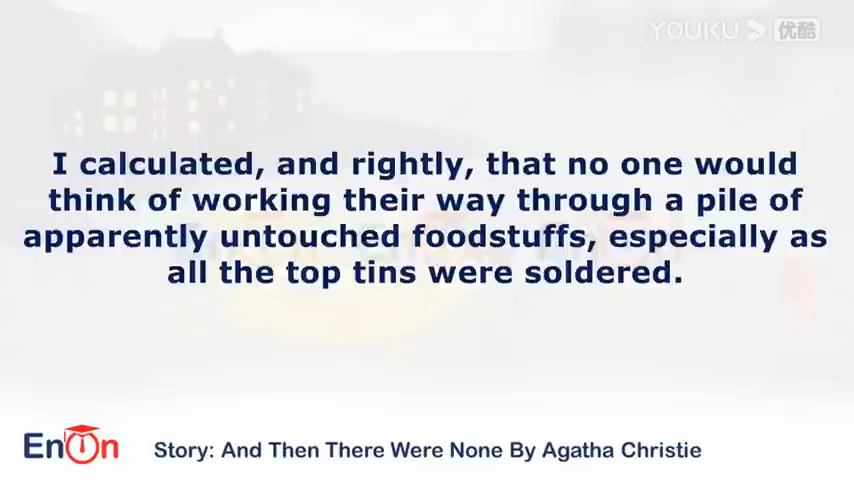 YOUKU 优酷
I calculated, and rightly, that no one would
think of working their way through a pile of
apparently untouched foodstuffs, especially as
all the top tins were soldered.
EnOn
Story: And Then There Were None By Agatha Christie